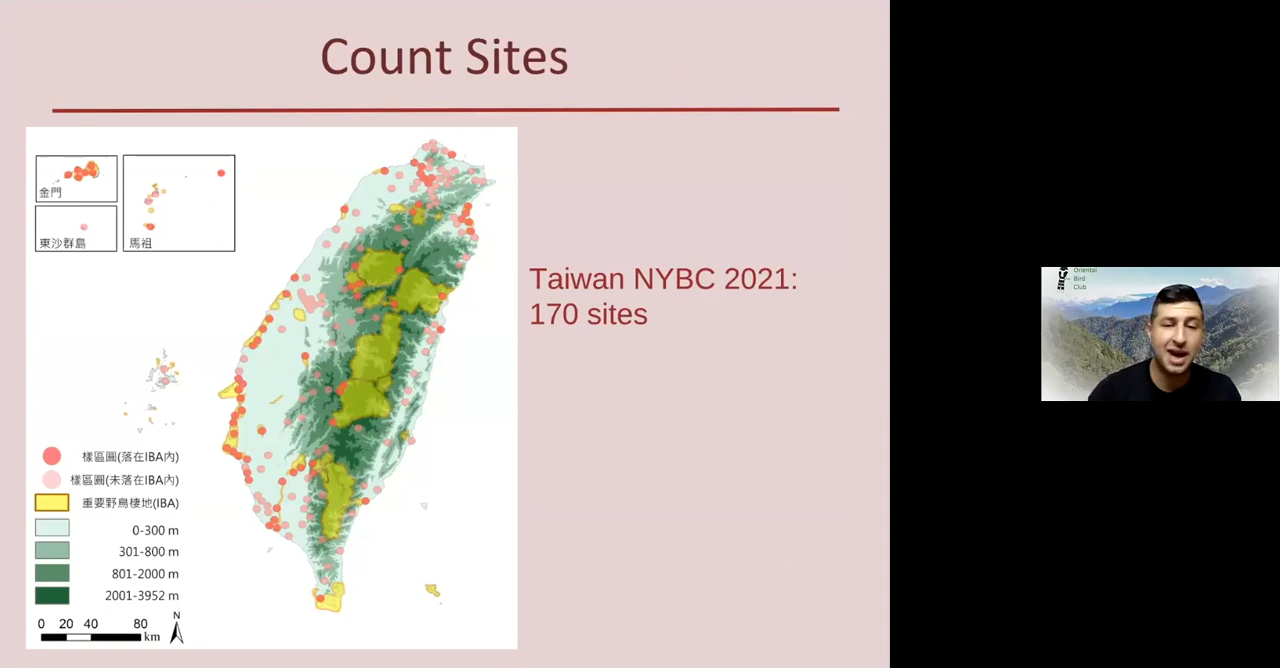 Count Sites
金門
東沙群島
馬祖
Taiwan NYBC 2021:
170 sites
樣區圓(落在IBA內)
樣區圓(未落在IBA內)
重要野鳥棲地(IBA)
0-300 m
301-800 m
801-2000 m
2001-3952 m
0 20 40 80
km
N
Oriental
Bird
Club